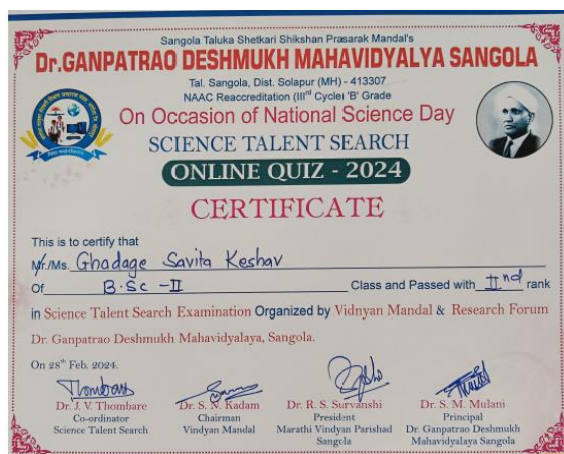 Sangola Taluka Shetkari Shikshan Prasarak Mandal's
Dr.GANPATRAO DESHMUKH MAHAVIDYALYA SANGOLA
Tal. Sangola, Dist. Solapur (MH) - 413307
NAAC Reaccreditation (IIIrd Cycle) 'B' Grade
On Occasion of National Science Day
SCIENCE TALENT SEARCH
ONLINE QUIZ - 2024
CERTIFICATE
This is to certify that
Mr./Ms. Ghadage Savita Keshav
Of B.Sc -II Class and Passed with IInd rank
in Science Talent Search Examination Organized by Vidnyan Mandal & Research Forum
Dr. Ganpatrao Deshmukh Mahavidyalaya, Sangola.
On 28th Feb. 2024.
Dr. J. V. Thombare Dr. S. N. Kadam Dr. R. S. Survanshi Dr. S. M. Mulani
Co-ordinator Chairman President Principal
Science Talent Search Vindyan Mandal Marathi Vindyan Parishad Dr. Ganpatrao Deshmukh
Sangola Mahavidyalaya Sangola